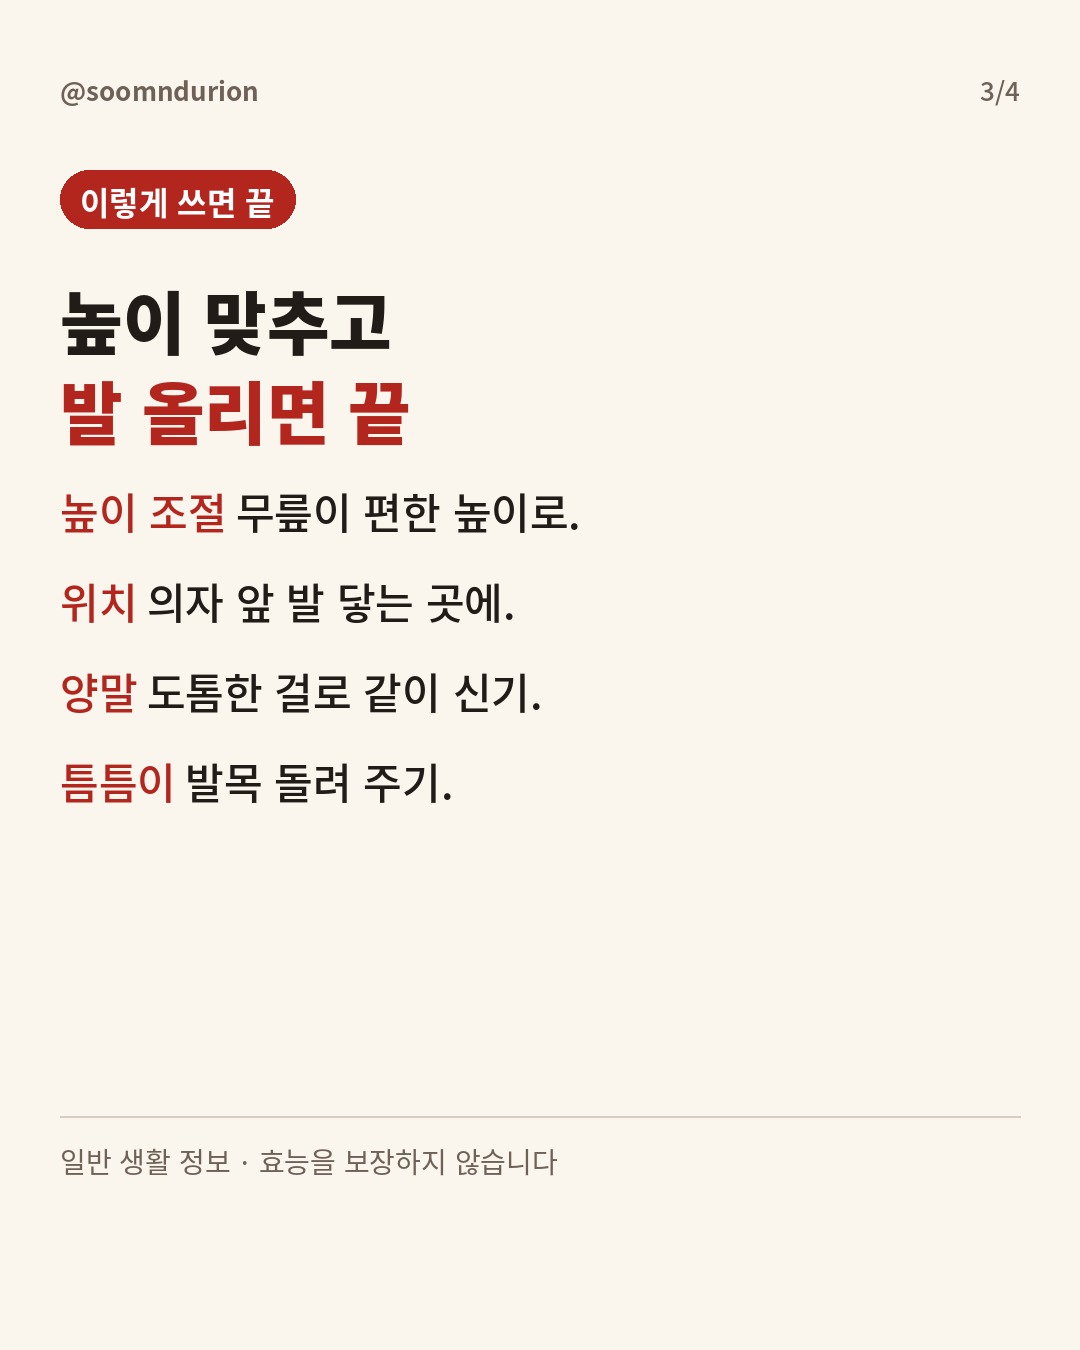 @soomndurion
3/4
이렇게 쓰면 끝
높이 맞추고
발 올리면 끝
높이 조절 무릎이 편한 높이로.
위치 의자 앞 발 닿는 곳에.
양말 도톰한 걸로 같이 신기.
틈틈이 발목 돌려 주기.
일반 생활 정보 · 효능을 보장하지 않습니다